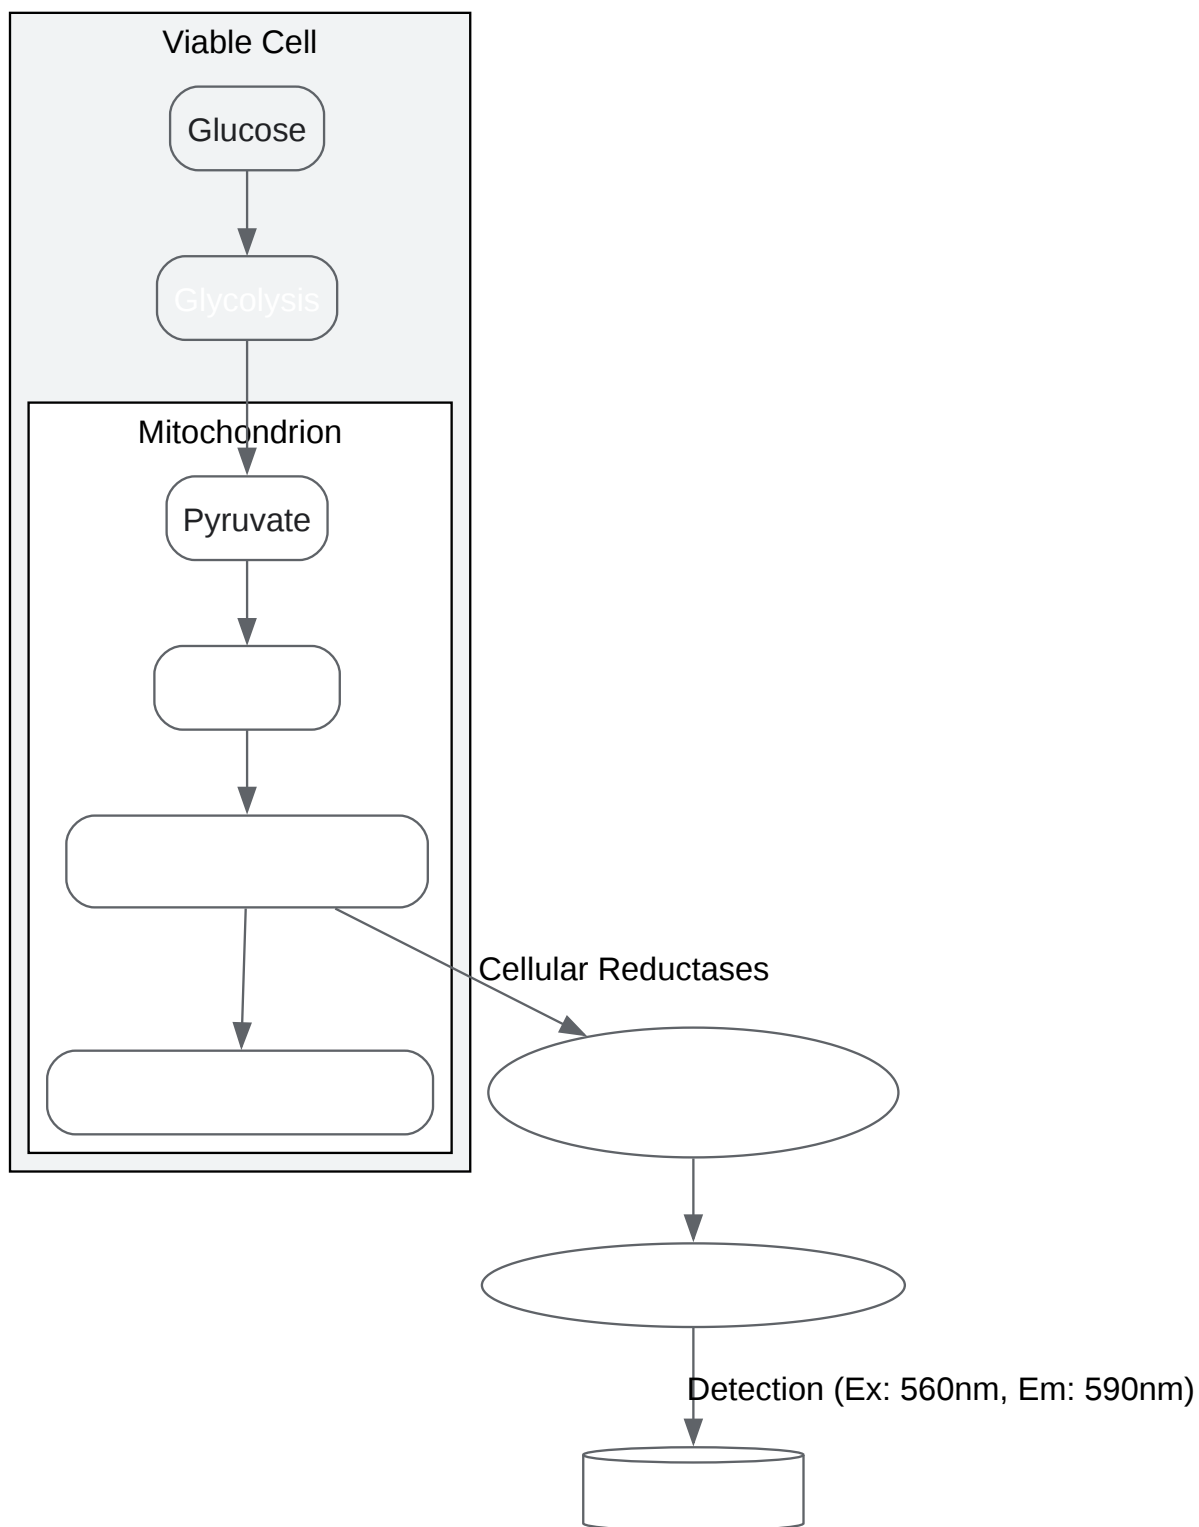 Viable Cell
Glucose
Glycolysis
Mitochondrion
Pyruvate
Cellular Reductases
Detection (Ex: 560nm, Em: 590nm)